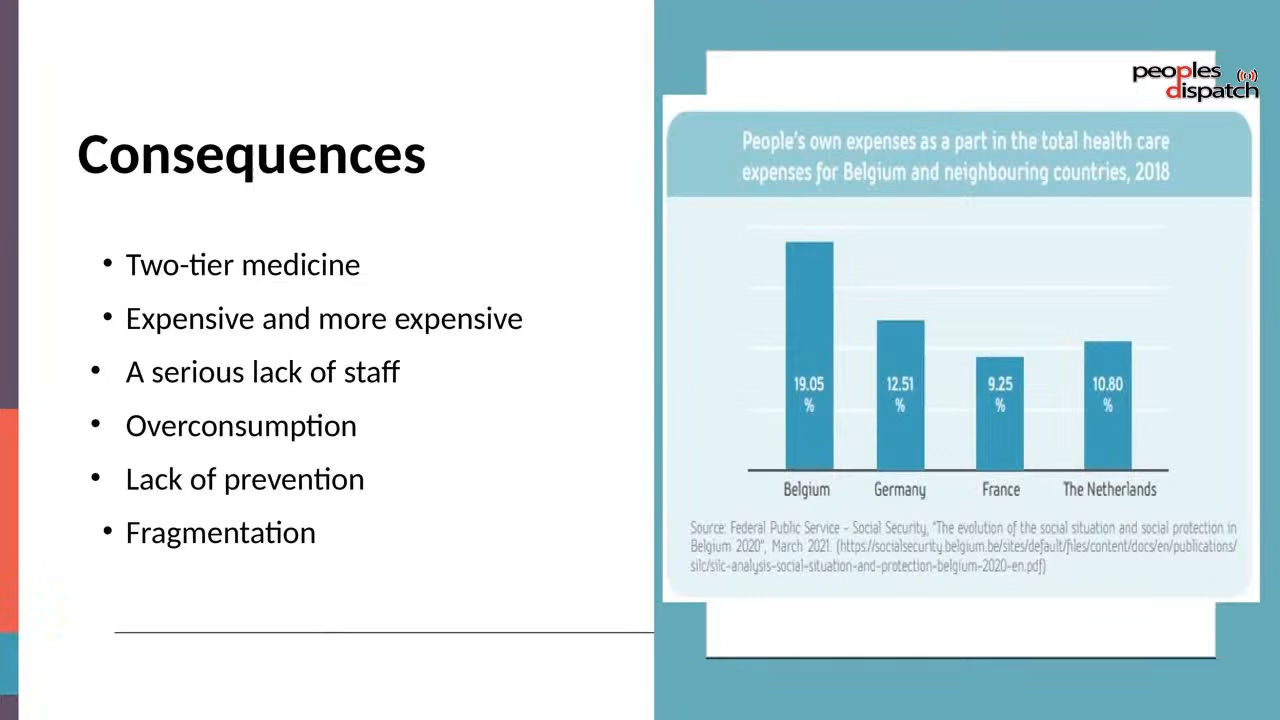 Consequences
• Two-tier medicine
• Expensive and more expensive
• A serious lack of staff
• Overconsumption
• Lack of prevention
• Fragmentation
peoples
dispatch
People's own expenses as a part in the total health care
expenses for Belgium and neighbouring countries, 2018
19.05
%
12.51
%
9.25
%
10.80
%
Belgium Germany France The Netherlands
Source: Federal Public Service - Social Security, "The evolution of the social situation and social protection in
Belgium 2020", March 2021. (https://socialsecurity.belgium.be/sites/default/files/content/docs/en/publications/
silc/silc-analysis-social-situation-and-protection-belgium-2020-en.pdf)